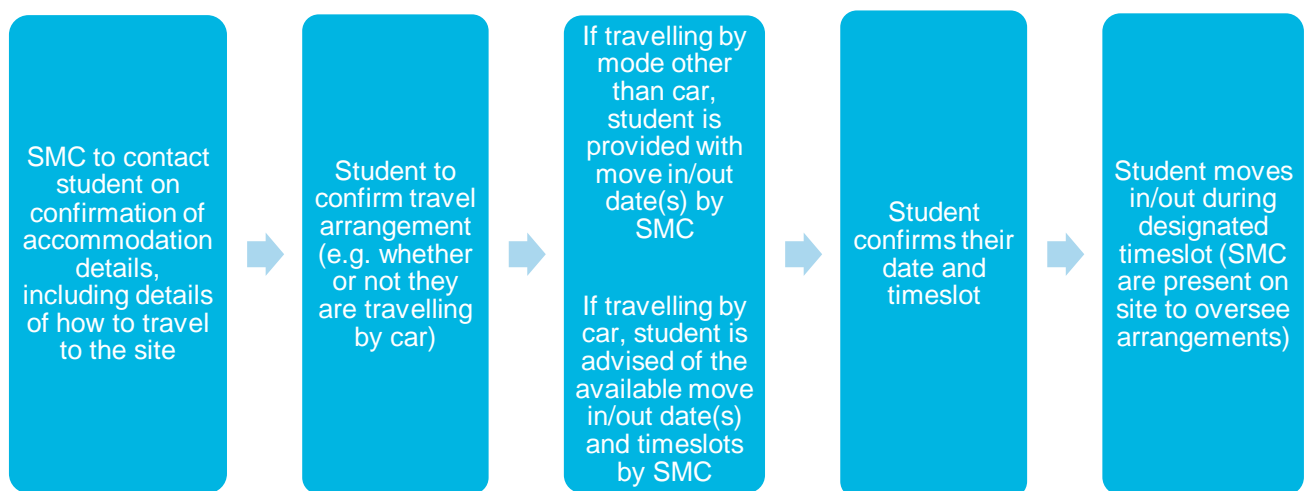 SMC to contact
student on
confirmation of
accommodation
details,
including details
of how to travel
to the site
Student to
confirm travel
arrangement
(e.g. whether
or not they
are travelling
by car)
If travelling by
mode other
than car,
student is
provided with
move in/out
date(s) by
SMC
If travelling by
car, student is
advised of the
available move
in/out date(s)
and timeslots
by SMC
Student
confirms their
date and
timeslot
Student moves
in/out during
designated
timeslot (SMC
are present on
site to oversee
arrangements)